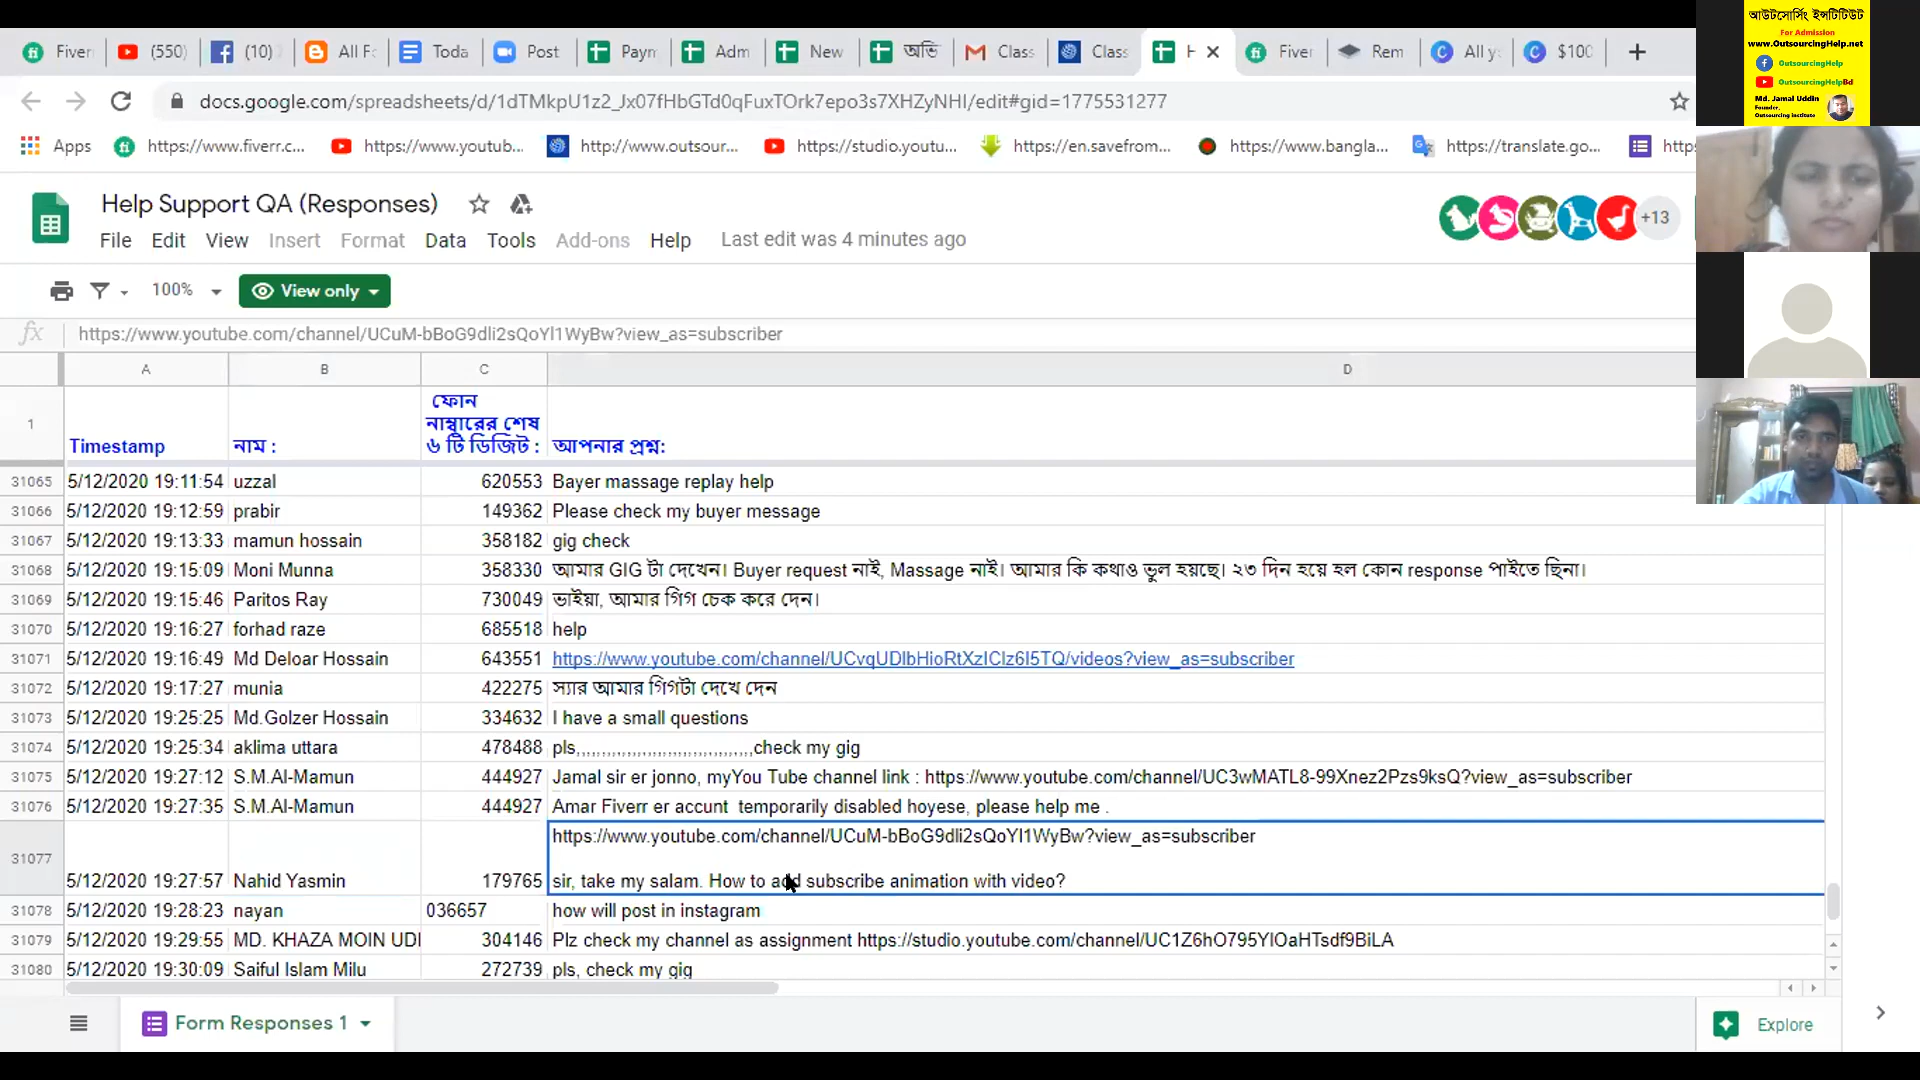 আউটসোর্সিং ইন্সটিটিউট
For Admission
www.OutsourcingHelp.net
OutsourcingHelp
OutsourcingHelpBd
Md. Jamal Uddin
Founder,
Outsourcing Institute
Fiver
(550)
(10)
All Fo
Toda
Post
Paym
Adm
New
অভি
Class
Class
H
Fiver
Rem
All y
$100
docs.google.com/spreadsheets/d/1dTMkpU1z2_Jx07fHbGTd0qFuxTOrk7epo3s7XHZyNHI/edit#gid=1775531277
Apps
https://www.fiverr.c...
https://www.youtub...
http://www.outsour...
https://studio.youtu...
https://en.savefrom...
https://www.bangla...
https://translate.go...
https
Help Support QA (Responses)
File Edit View Insert Format Data Tools Add-ons Help Last edit was 4 minutes ago
+13
100%
View only
fx https://www.youtube.com/channel/UCuM-bBoG9dli2sQoYl1WyBw?view_as=subscriber
A B C D
1 Timestamp নাম : ফোন নাম্বারের শেষ ৬ টি ডিজিট : আপনার প্রশ্ন:
31065 5/12/2020 19:11:54 uzzal 620553 Bayer massage replay help
31066 5/12/2020 19:12:59 prabir 149362 Please check my buyer message
31067 5/12/2020 19:13:33 mamun hossain 358182 gig check
31068 5/12/2020 19:15:09 Moni Munna 358330 আমার GIG টা দেখেন। Buyer request নাই, Massage নাই। আমার কি কথাও ভুল হয়ছে। ২৩ দিন হয়ে হল কোন response পাইতে ছিনা।
31069 5/12/2020 19:15:46 Paritos Ray 730049 ভাইয়া, আমার গিগ চেক করে দেন।
31070 5/12/2020 19:16:27 forhad raze 685518 help
31071 5/12/2020 19:16:49 Md Deloar Hossain 643551 https://www.youtube.com/channel/UCvqUDIbHioRtXzIClz6I5TQ/videos?view_as=subscriber
31072 5/12/2020 19:17:27 munia 422275 স্যার আমার গিগটা দেখে দেন
31073 5/12/2020 19:25:25 Md.Golzer Hossain 334632 I have a small questions
31074 5/12/2020 19:25:34 aklima uttara 478488 pls,,,,,,,,,,,,,,,,,,,,,,,,,,,,,,,,,,check my gig
31075 5/12/2020 19:27:12 S.M.Al-Mamun 444927 Jamal sir er jonno, myYou Tube channel link : https://www.youtube.com/channel/UC3wMATL8-99Xnez2Pzs9ksQ?view_as=subscriber
31076 5/12/2020 19:27:35 S.M.Al-Mamun 444927 Amar Fiverr er accunt temporarily disabled hoyese, please help me .
https://www.youtube.com/channel/UCuM-bBoG9dli2sQoYl1WyBw?view_as=subscriber
31077 5/12/2020 19:27:57 Nahid Yasmin 179765 sir, take my salam. How to add subscribe animation with video?
31078 5/12/2020 19:28:23 nayan 036657 how will post in instagram
31079 5/12/2020 19:29:55 MD. KHAZA MOIN UDI 304146 Plz check my channel as assignment https://studio.youtube.com/channel/UC1Z6hO795YlOaHTsdf9BiLA
31080 5/12/2020 19:30:09 Saiful Islam Milu 272739 pls, check my gig
Form Responses 1
Explore